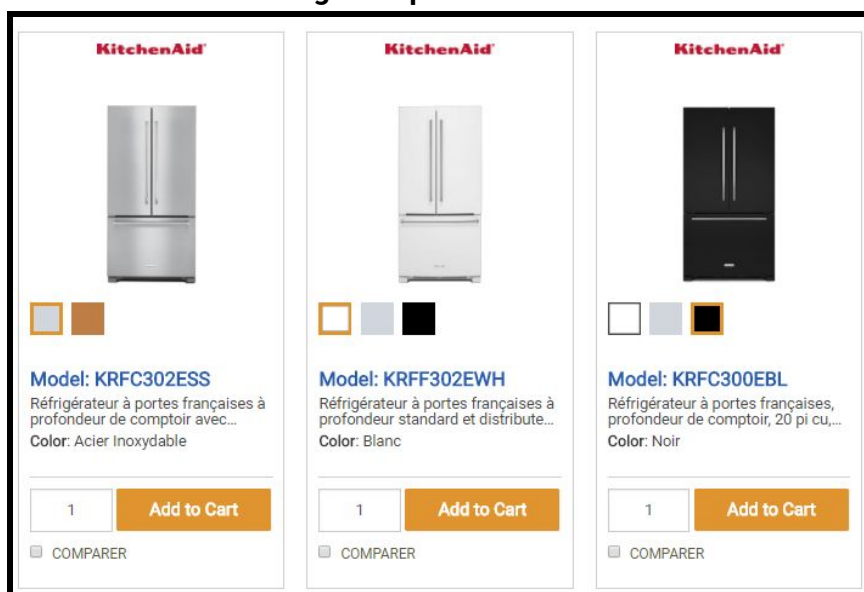 KitchenAid
Model: KRFC302ESS
Réfrigérateur à portes françaises à
profondeur de comptoir avec...
Color: Acier Inoxydable
1
Add to Cart
COMPARER
KitchenAid
Model: KRFF302EWH
Réfrigérateur à portes françaises à
profondeur standard et distribute...
Color: Blanc
1
Add to Cart
COMPARER
KitchenAid
Model: KRFC300EBL
Réfrigérateur à portes françaises,
profondeur de comptoir, 20 pi cu,...
Color: Noir
1
Add to Cart
COMPARER